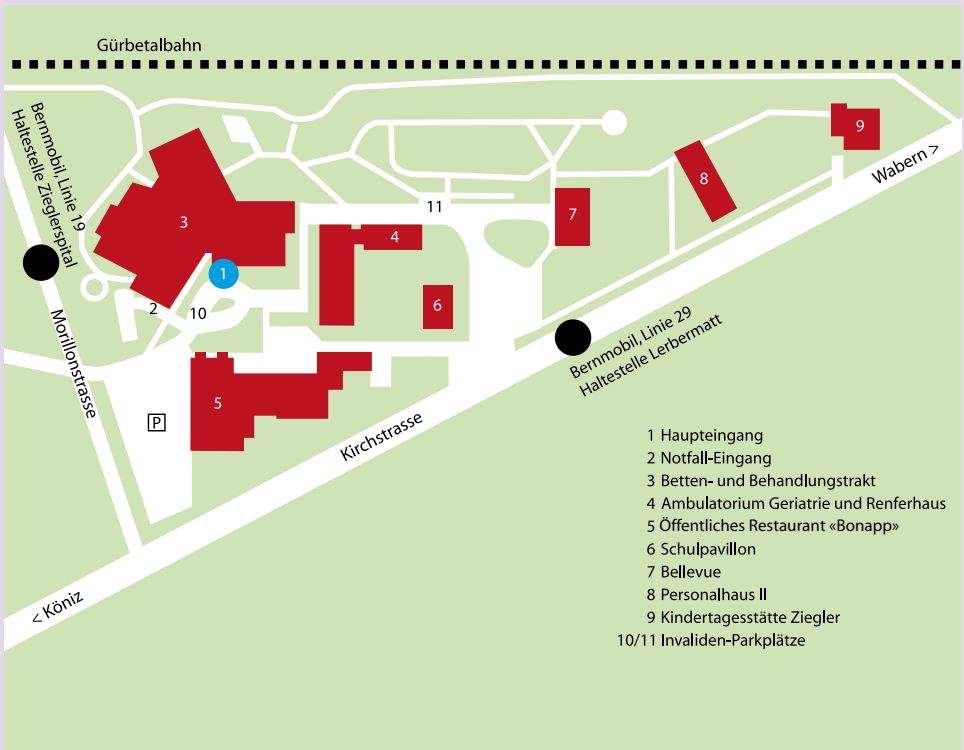 Gürbetalbahn
Bernmobil, Linie 19
Haltestelle Zieglerspital
9
Wabern >
8
3
11
7
4
1
2
10
6
Morillonstrasse
Bernmobil, Linie 29
Haltestelle Lerbermatt
5
P
Kirchstrasse
< Köniz
1 Haupteingang
2 Notfall-Eingang
3 Betten- und Behandlungstrakt
4 Ambulatorium Geriatrie und Renferhaus
5 Öffentliches Restaurant «Bonapp»
6 Schulpavillon
7 Bellevue
8 Personalhaus II
9 Kindertagesstätte Ziegler
10/11 Invaliden-Parkplätze